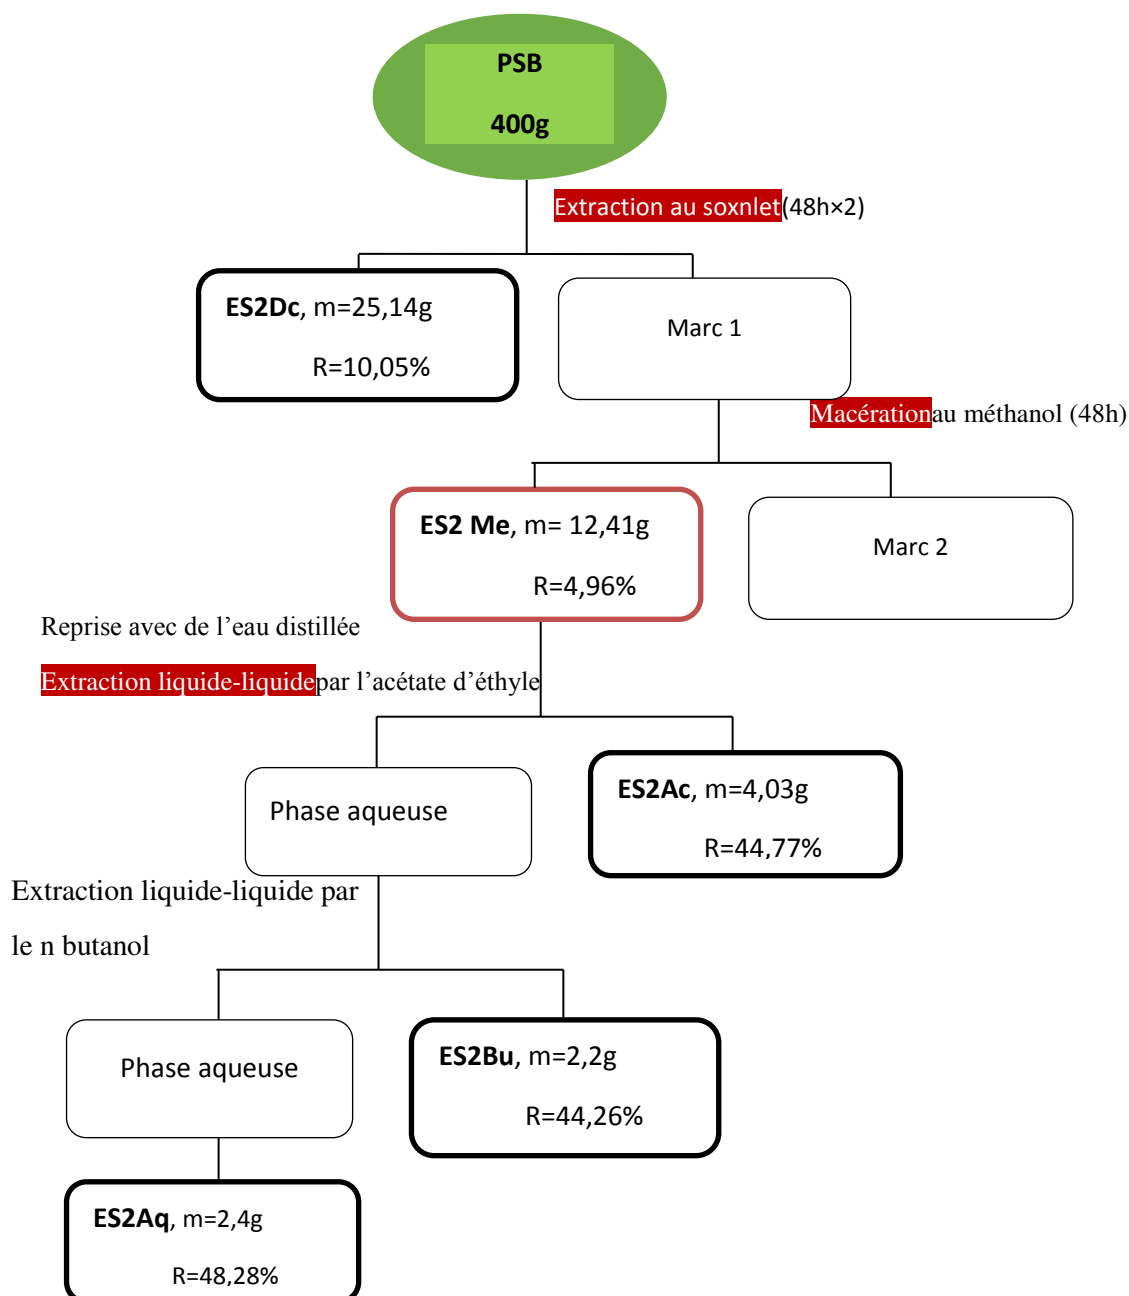 PSB
400g
Extraction au soxnlet(48h×2)
ES2Dc, m=25,14g
R=10,05%
Marc 1
Macérationau méthanol (48h)
ES2 Me, m= 12,41g
R=4,96%
Marc 2
Reprise avec de l’eau distillée
Extraction liquide-liquidepar l’acétate d’éthyle
Phase aqueuse
ES2Ac, m=4,03g
R=44,77%
Extraction liquide-liquide par
le n butanol
Phase aqueuse
ES2Bu, m=2,2g
R=44,26%
ES2Aq, m=2,4g
R=48,28%